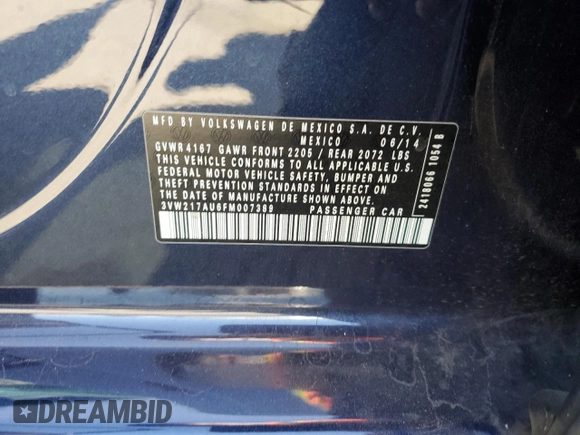 MFD BY VOLKSWAGEN DE MEXICO S.A. DE C.V.
MEXICO 06/14
GVWR 4167 GAWR FRONT 2205 / REAR 2072 LBS
THIS VEHICLE CONFORMS TO ALL APPLICABLE U.S.
FEDERAL MOTOR VEHICLE SAFETY, BUMPER AND
THEFT PREVENTION STANDARDS IN EFFECT ON
THE DATE OF MANUFACTURE SHOWN ABOVE.
3VW217AU6FM007389 PASSENGER CAR
2418066 1054 B
DREAMBID